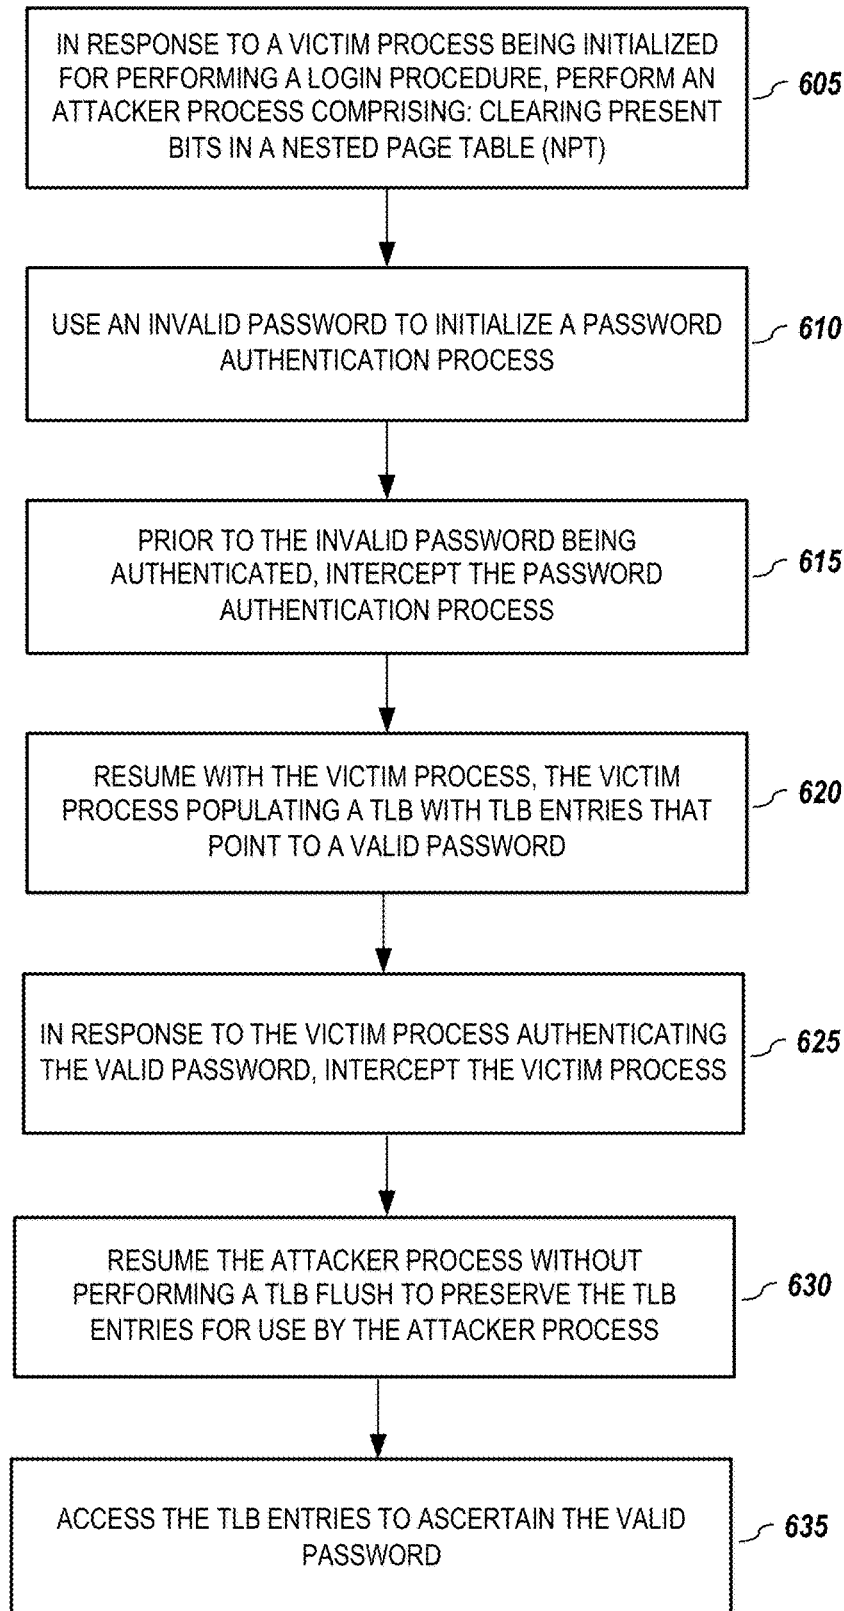 IN RESPONSE TO A VICTIM PROCESS BEING INITIALIZED
FOR PERFORMING A LOGIN PROCEDURE, PERFORM AN
ATTACKER PROCESS COMPRISING: CLEARING PRESENT
BITS IN A NESTED PAGE TABLE (NPT)
605
USE AN INVALID PASSWORD TO INITIALIZE A PASSWORD
AUTHENTICATION PROCESS
610
PRIOR TO THE INVALID PASSWORD BEING
AUTHENTICATED, INTERCEPT THE PASSWORD
AUTHENTICATION PROCESS
615
RESUME WITH THE VICTIM PROCESS, THE VICTIM
PROCESS POPULATING A TLB WITH TLB ENTRIES THAT
POINT TO A VALID PASSWORD
620
IN RESPONSE TO THE VICTIM PROCESS AUTHENTICATING
THE VALID PASSWORD, INTERCEPT THE VICTIM PROCESS
625
RESUME THE ATTACKER PROCESS WITHOUT
PERFORMING A TLB FLUSH TO PRESERVE THE TLB
ENTRIES FOR USE BY THE ATTACKER PROCESS
630
ACCESS THE TLB ENTRIES TO ASCERTAIN THE VALID
PASSWORD
635